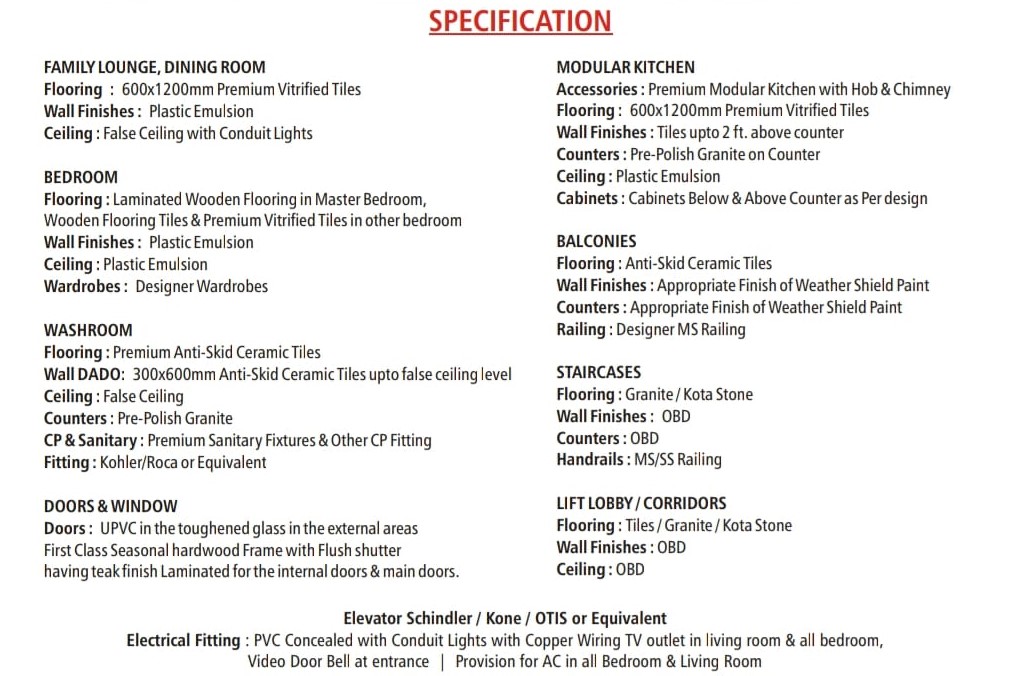 SPECIFICATION
FAMILY LOUNGE, DINING ROOM
Flooring : 600x1200mm Premium Vitrified Tiles
Wall Finishes : Plastic Emulsion
Ceiling : False Ceiling with Conduit Lights
BEDROOM
Flooring : Laminated Wooden Flooring in Master Bedroom,
Wooden Flooring Tiles & Premium Vitrified Tiles in other bedroom
Wall Finishes : Plastic Emulsion
Ceiling : Plastic Emulsion
Wardrobes : Designer Wardrobes
WASHROOM
Flooring : Premium Anti-Skid Ceramic Tiles
Wall DADO: 300x600mm Anti-Skid Ceramic Tiles upto false ceiling level
Ceiling : False Ceiling
Counters : Pre-Polish Granite
CP & Sanitary : Premium Sanitary Fixtures & Other CP Fitting
Fitting : Kohler/Roca or Equivalent
DOORS & WINDOW
Doors : UPVC in the toughened glass in the external areas
First Class Seasonal hardwood Frame with Flush shutter
having teak finish Laminated for the internal doors & main doors.
MODULAR KITCHEN
Accessories : Premium Modular Kitchen with Hob & Chimney
Flooring : 600x1200mm Premium Vitrified Tiles
Wall Finishes : Tiles upto 2 ft. above counter
Counters : Pre-Polish Granite on Counter
Ceiling : Plastic Emulsion
Cabinets : Cabinets Below & Above Counter as Per design
BALCONIES
Flooring : Anti-Skid Ceramic Tiles
Wall Finishes : Appropriate Finish of Weather Shield Paint
Counters : Appropriate Finish of Weather Shield Paint
Railing : Designer MS Railing
STAIRCASES
Flooring : Granite / Kota Stone
Wall Finishes : OBD
Counters : OBD
Handrails : MS/SS Railing
LIFT LOBBY / CORRIDORS
Flooring : Tiles / Granite / Kota Stone
Wall Finishes : OBD
Ceiling : OBD
Elevator Schindler / Kone / OTIS or Equivalent
Electrical Fitting : PVC Concealed with Conduit Lights with Copper Wiring TV outlet in living room & all bedroom,
Video Door Bell at entrance | Provision for AC in all Bedroom & Living Room